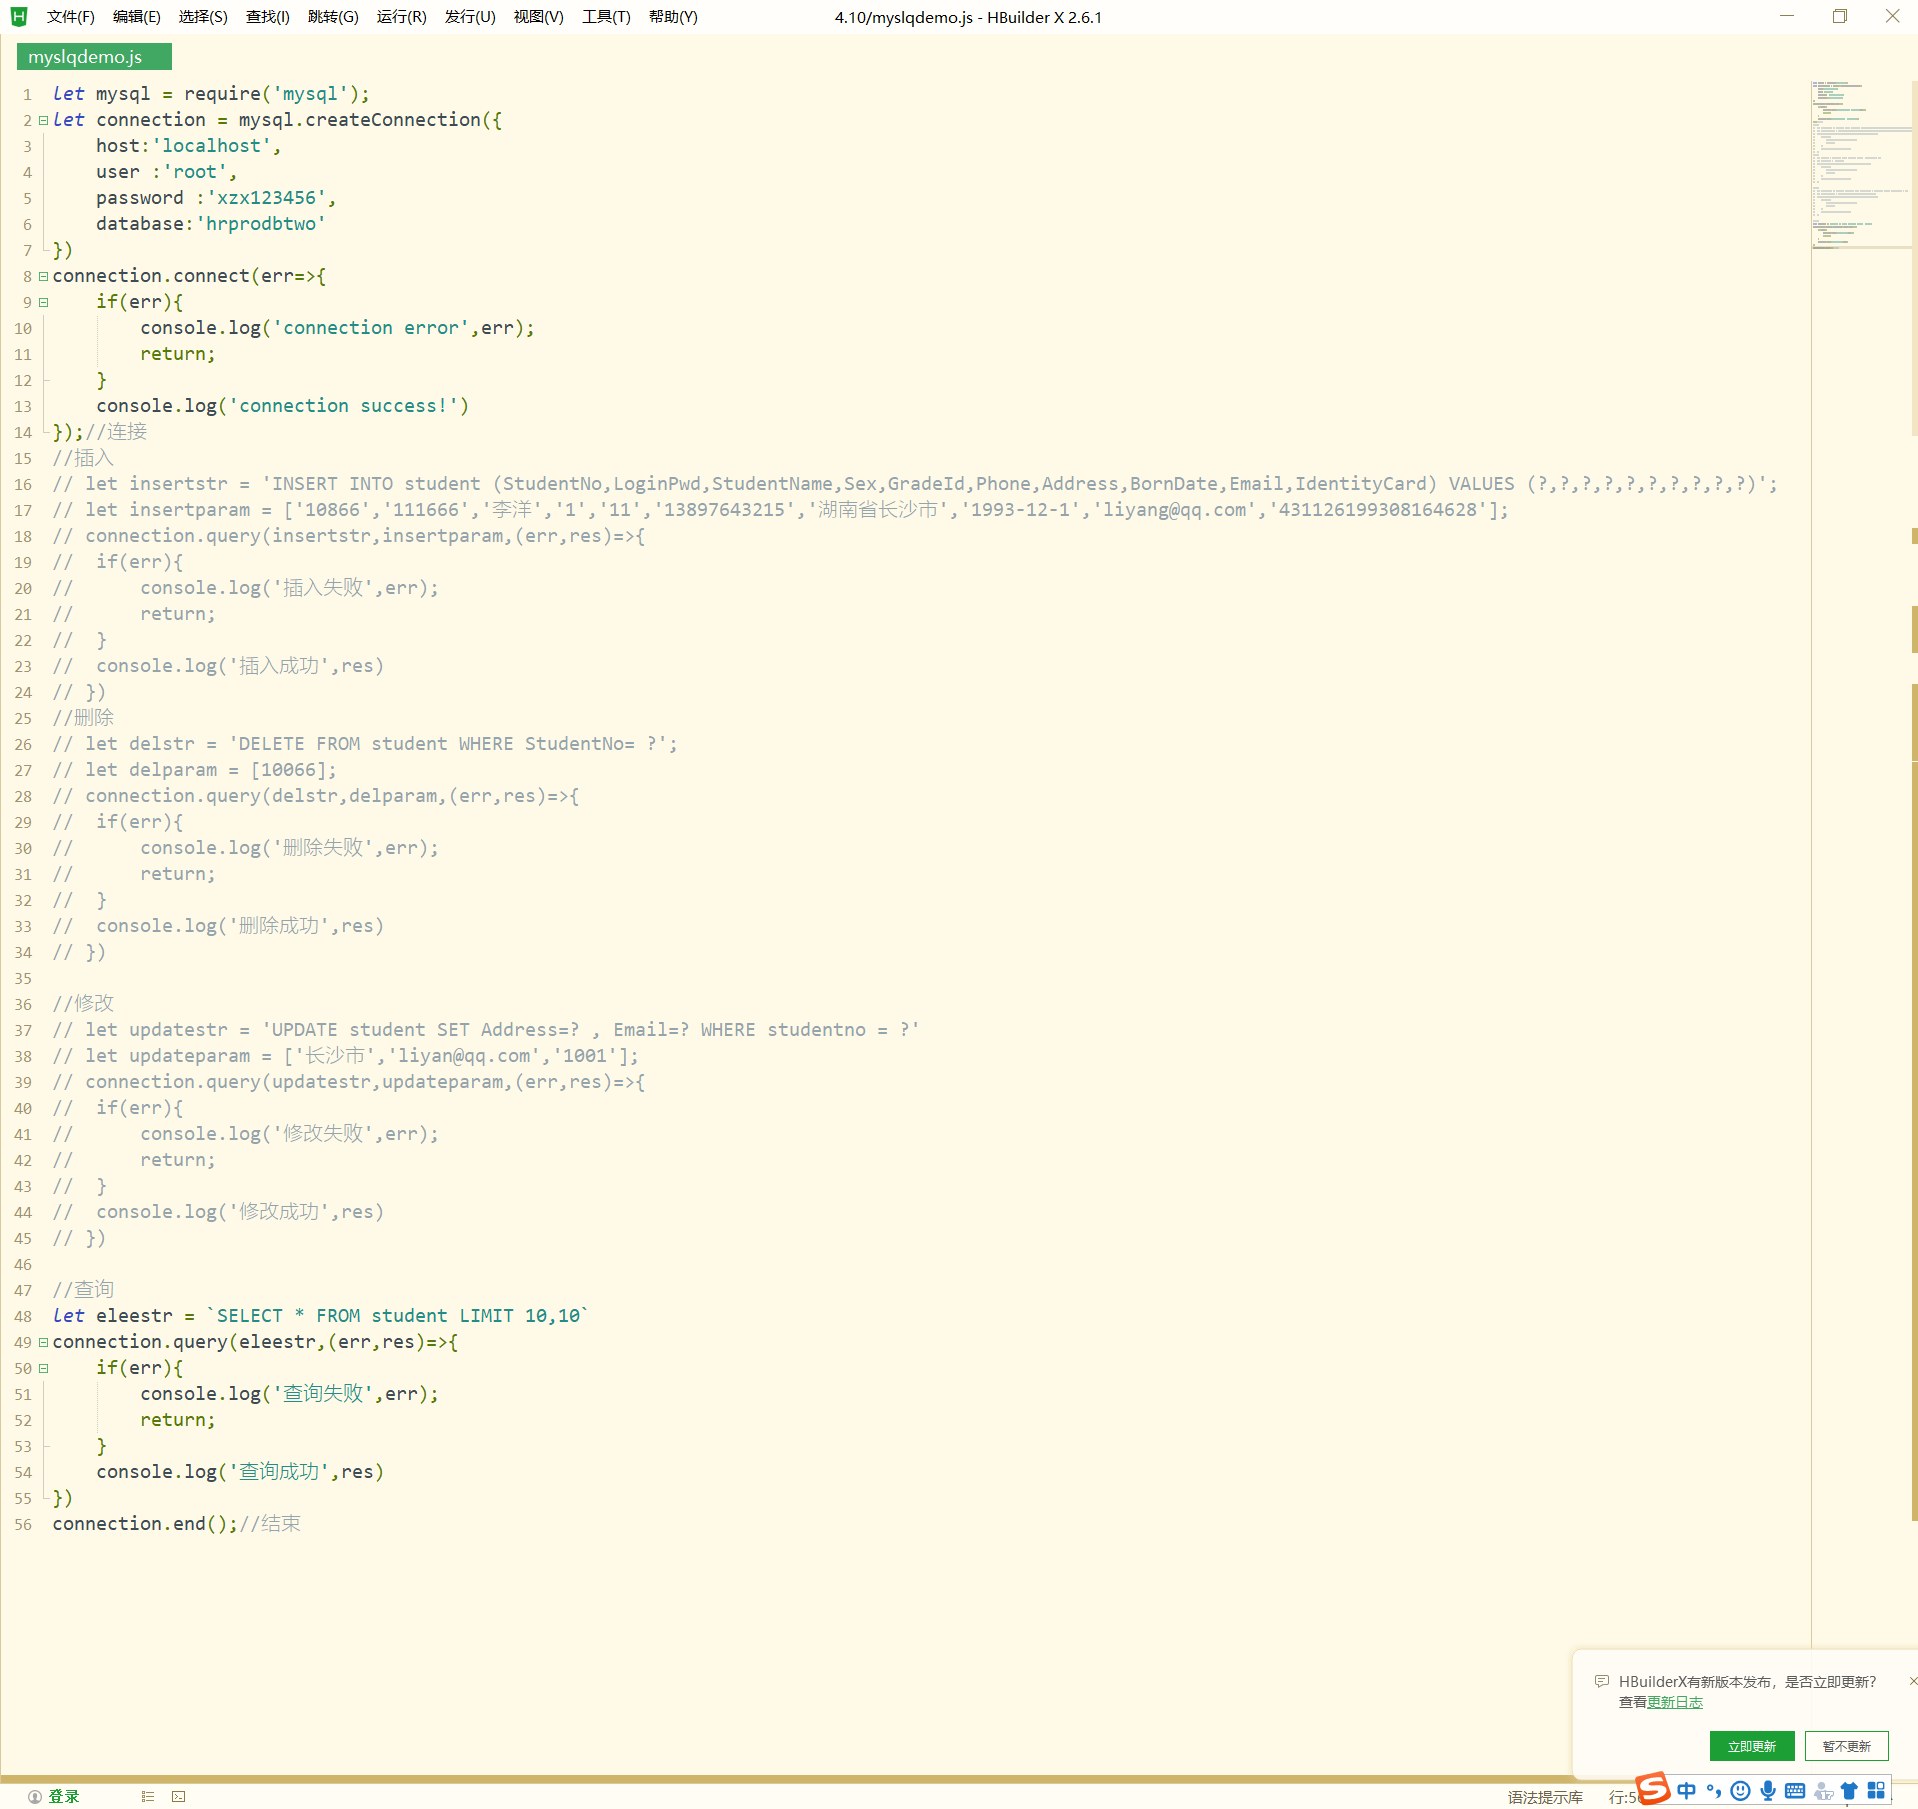 文件(F) 编辑(E) 选择(S) 查找(I) 跳转(G) 运行(R) 发行(U) 视图(V) 工具(T) 帮助(Y) 4.10/myslqdemo.js - HBuilder X 2.6.1
myslqdemo.js
1 let mysql = require('mysql');
2 let connection = mysql.createConnection({
3     host:'localhost',
4     user :'root',
5     password :'xzx123456',
6     database:'hrprodbtwo'
7 })
8 connection.connect(err=>{
9     if(err){
10         console.log('connection error',err);
11         return;
12     }
13     console.log('connection success!')
14 });//连接
15 //插入
16 // let insertstr = 'INSERT INTO student (StudentNo,LoginPwd,StudentName,Sex,GradeId,Phone,Address,BornDate,Email,IdentityCard) VALUES (?,?,?,?,?,?,?,?,?,?)';
17 // let insertparam = ['10866','111666','李洋','1','11','13897643215','湖南省长沙市','1993-12-1','liyang@qq.com','431126199308164628'];
18 // connection.query(insertstr,insertparam,(err,res)=>{
19 //  if(err){
20 //      console.log('插入失败',err);
21 //      return;
22 //  }
23 //  console.log('插入成功',res)
24 // })
25 //删除
26 // let delstr = 'DELETE FROM student WHERE StudentNo= ?';
27 // let delparam = [10066];
28 // connection.query(delstr,delparam,(err,res)=>{
29 //  if(err){
30 //      console.log('删除失败',err);
31 //      return;
32 //  }
33 //  console.log('删除成功',res)
34 // })
35
36 //修改
37 // let updatestr = 'UPDATE student SET Address=? , Email=? WHERE studentno = ?'
38 // let updateparam = ['长沙市','liyan@qq.com','1001'];
39 // connection.query(updatestr,updateparam,(err,res)=>{
40 //  if(err){
41 //      console.log('修改失败',err);
42 //      return;
43 //  }
44 //  console.log('修改成功',res)
45 // })
46
47 //查询
48 let eleestr = `SELECT * FROM student LIMIT 10,10`
49 connection.query(eleestr,(err,res)=>{
50     if(err){
51         console.log('查询失败',err);
52         return;
53     }
54     console.log('查询成功',res)
55 })
56 connection.end();//结束
HBuilderX有新版本发布，是否立即更新?
查看更新日志
立即更新 暂不更新
登录 语法提示库 行:5 中